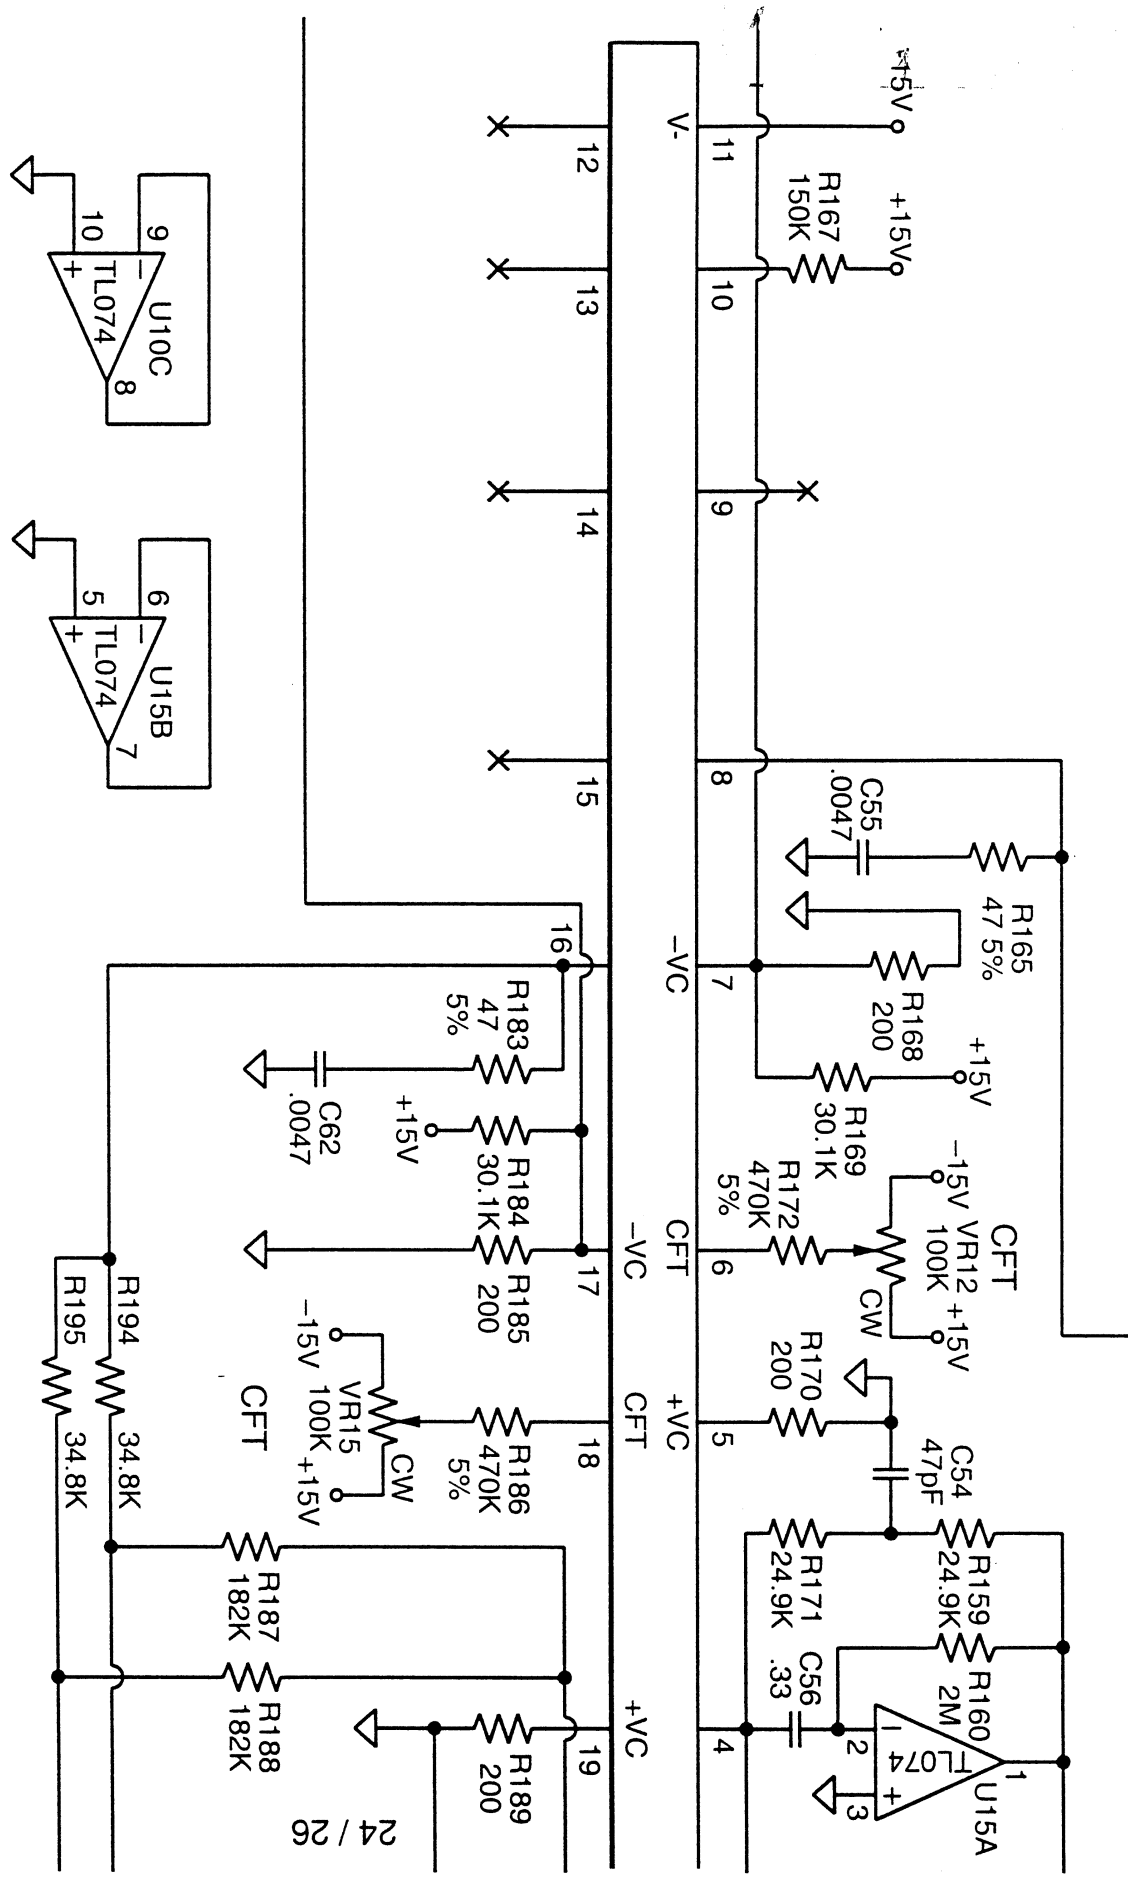 +5V
+15V
R167
150K
V-
11
12
10
13
9
14
8
15
C55
.0047
R165
47 5%
R168
200
+15V
R169
30.1K
-VC
7
16
R183
47
5%
C62
.0047
+15V
R184
30.1K
R185
200
17
-VC
CFT
6
R172
470K
5%
-15V
VR12
100K
+15V
CFT
CW
R170
200
+VC
5
CFT
18
R186
470K
5%
-15V
VR15
100K
+15V
CW
CFT
C54
47pF
R171
24.9K
R159
24.9K
R160
2M
C56
.33
2
3
1
TL074
U15A
4
+VC
19
R189
200
R187
182K
R188
182K
R194
34.8K
R195
34.8K
9
10
TL074
U10C
8
6
5
TL074
U15B
7
24 / 26